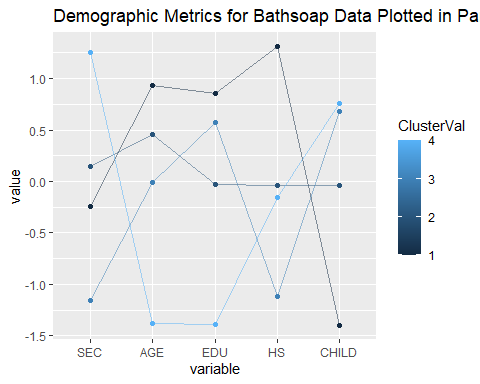 Demographic Metrics for Bathsoap Data Plotted in Pa
value
1.0
0.5
0.0
-0.5
-1.0
-1.5
SEC AGE EDU HS CHILD
variable
ClusterVal
4
3
2
1